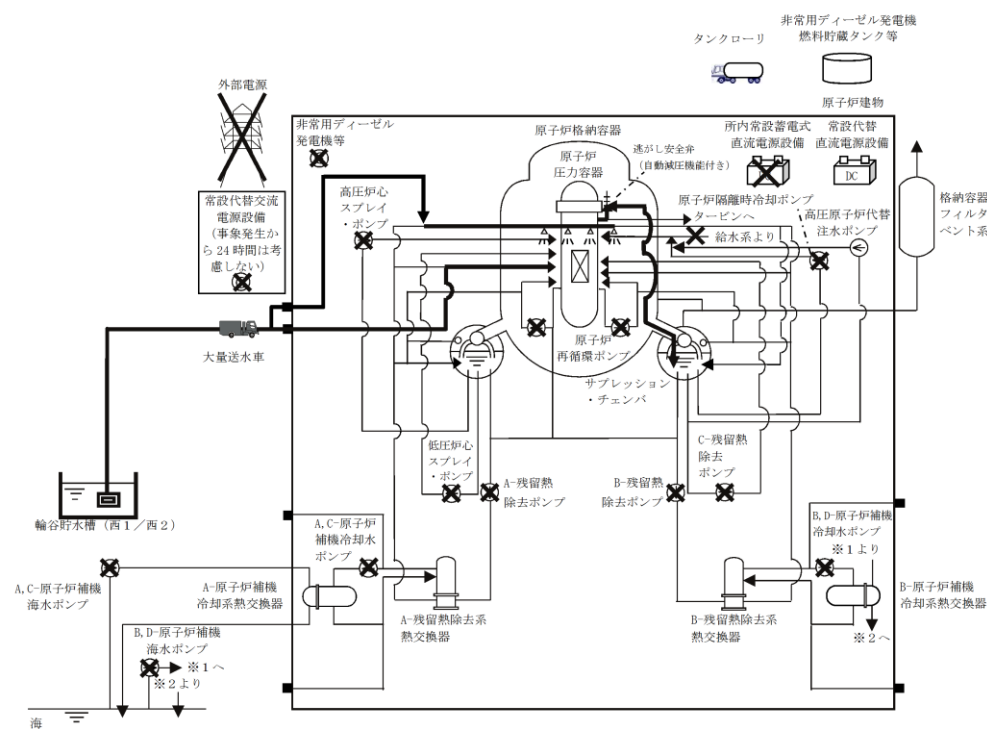 タンクローリ
非常用ディーゼル発電機
燃料貯蔵タンク等
外部電源
原子炉建物
非常用ディーゼル
発電機等
原子炉格納容器
原子炉
圧力容器
逃がし安全弁
(自動減圧機能付き)
所内常設蓄電式
直流電源設備
常設代替
直流電源設備
DC
常設代替交流
電源設備
(事象発生か
ら24時間は考
慮しない)
高圧炉心
スプレイ
・ポンプ
原子炉隔離時冷却ポンプ
タービンへ
給水系より
高圧原子炉代替
注水ポンプ
格納容器
フィルタ
ベント系
大量送水車
原子炉
再循環ポンプ
サプレッション
・チェンバ
低圧炉心
スプレイ
・ポンプ
A-残留熱
除去ポンプ
B-残留熱
除去ポンプ
C-残留熱
除去
ポンプ
輪谷貯水槽(西1/西2)
A,C-原子炉
補機冷却水
ポンプ
B,D-原子炉補機
冷却水ポンプ
※1より
A,C-原子炉補機
海水ポンプ
A-原子炉補機
冷却系熱交換器
B-原子炉補機
冷却系熱交換器
A-残留熱除去系
熱交換器
B-残留熱除去系
熱交換器
※2へ
B,D-原子炉補機
海水ポンプ
※1へ
※2より
海